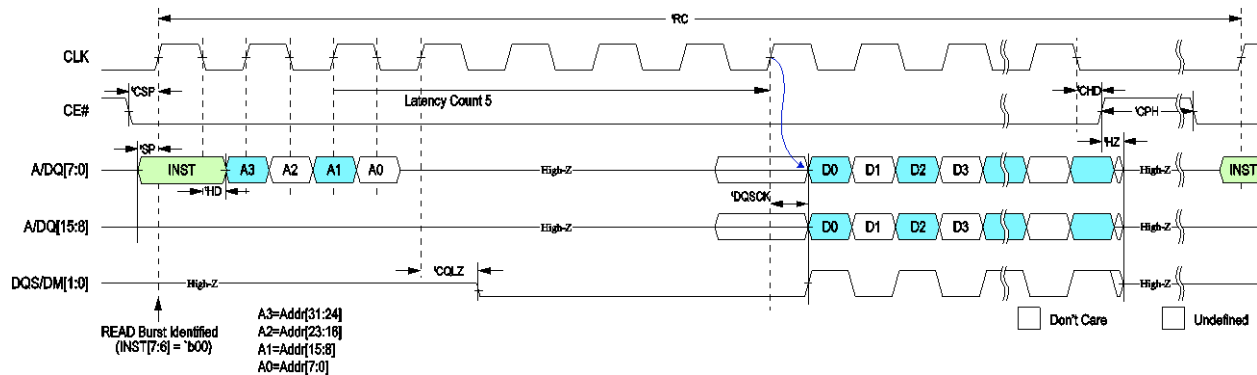 tRC
CLK
tCSP
Latency Count 5
tCHD
CE#
tCPH
tSP
tHZ
A/DQ[7:0] INST A3 A2 A1 A0 High-Z D0 D1 D2 D3 High-Z INST
tHD
tDQSCK
A/DQ[15:8] High-Z D0 D1 D2 D3 High-Z
tCQLZ
DQS/DM[1:0] High-Z High-Z
READ Burst Identified
(INST[7:6] = `b00)
A3=Addr[31:24]
A2=Addr[23:16]
A1=Addr[15:8]
A0=Addr[7:0]
Don't Care Undefined